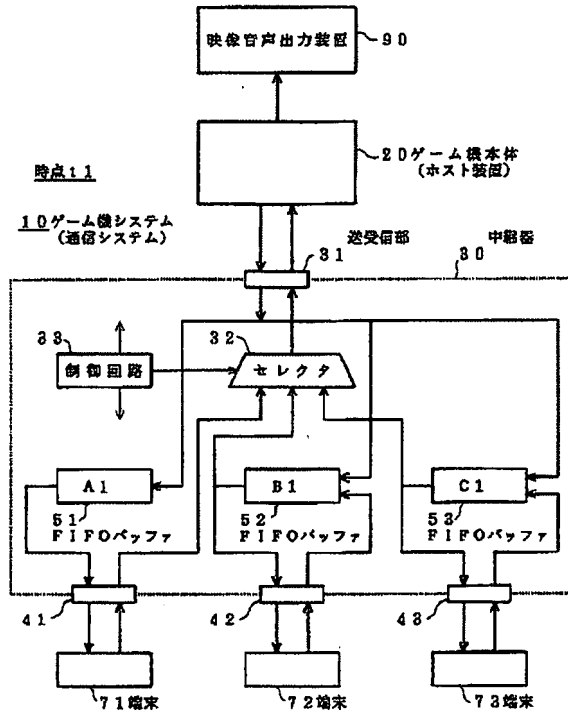 映像音声出力装置
90
20ゲーム機本体
(ホスト装置)
時点t1
10ゲーム機システム
(通信システム)
送受信部
中継器
31
30
33
32
制御回路
セレクタ
A1
B1
C1
51
52
53
FIFOバッファ
FIFOバッファ
FIFOバッファ
41
42
43
71端末
72端末
73端末